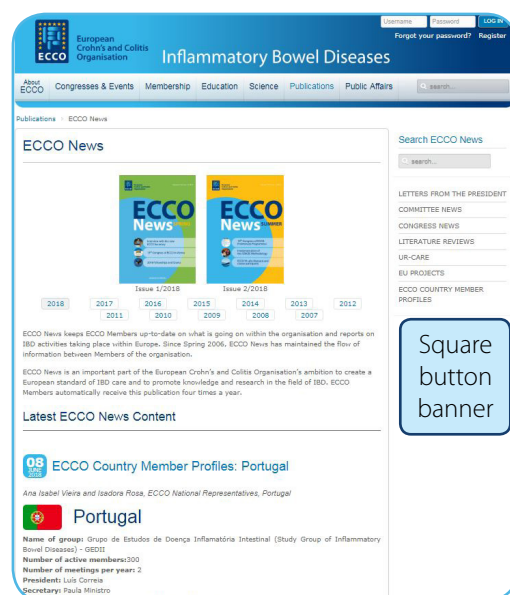 Username Password LOG IN
Forgot your password? Register
ECCO
European
Crohn's and Colitis
Organisation
Inflammatory Bowel Diseases
About
ECCO Congresses & Events Membership Education Science Publications Public Affairs search...
Publications ECCO News
ECCO News
Search ECCO News
search...
ECCO
News SPRING
ECCO
News SUMMER
Issue 1/2018 Issue 2/2018
2018 2017 2016 2015 2014 2013 2012
2011 2010 2009 2008 2007
LETTERS FROM THE PRESIDENT
COMMITTEE NEWS
CONGRESS NEWS
LITERATURE REVIEWS
UR-CARE
EU PROJECTS
ECCO COUNTRY MEMBER
PROFILES
Square
button
banner
ECCO News keeps ECCO Members up-to-date on what is going on within the organisation and reports on
IBD activities taking place within Europe. Since Spring 2006, ECCO News has maintained the flow of
information between Members of the organisation.
ECCO News is an important part of the European Crohn's and Colitis Organisation's ambition to create a
European standard of IBD care and to promote knowledge and research in the field of IBD. ECCO
Members automatically receive this publication four times a year.
Latest ECCO News Content
08
JUNE
2018
ECCO Country Member Profiles: Portugal
Ana Isabel Vieira and Isadora Rosa, ECCO National Representatives, Portugal
Portugal
Name of group: Grupo de Estudos de Doença Inflamatória Intestinal (Study Group of Inflammatory
Bowel Diseases) - GEDII
Number of active members:300
Number of meetings per year: 2
President: Luís Correia
Secretary: Paula Ministro